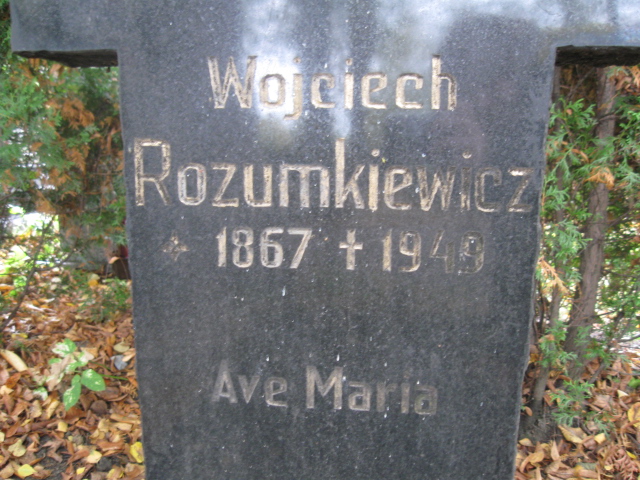 Wojciech
Rozumkiewicz
* 1867 † 1949
Ave Maria